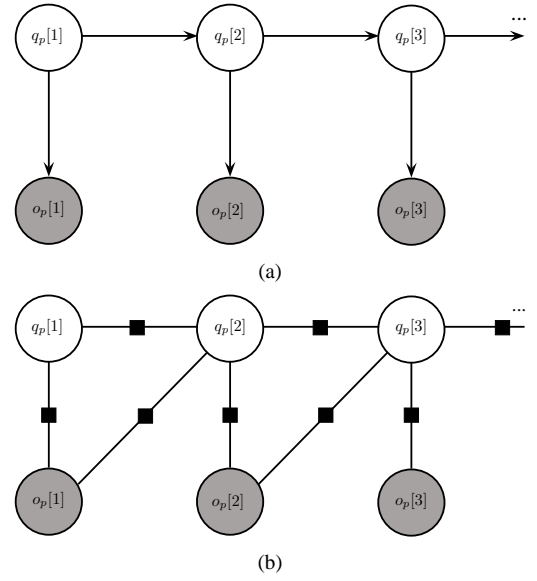 ...
q_p[1] q_p[2] q_p[3]
o_p[1] o_p[2] o_p[3]
(a)
...
q_p[1] q_p[2] q_p[3]
o_p[1] o_p[2] o_p[3]
(b)